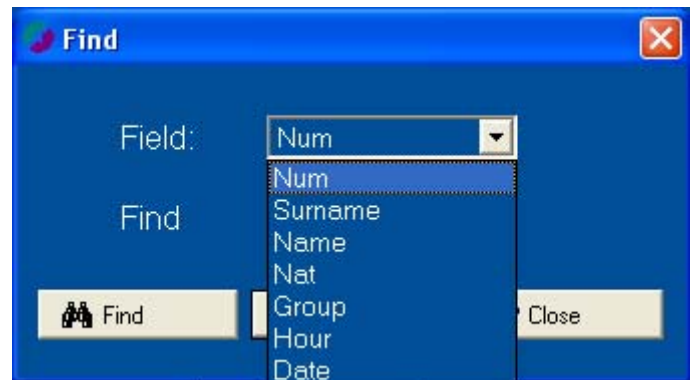 Find
Field:
Num
Num
Surname
Find
Name
Nat
Group
Find
Close
Hour
Date